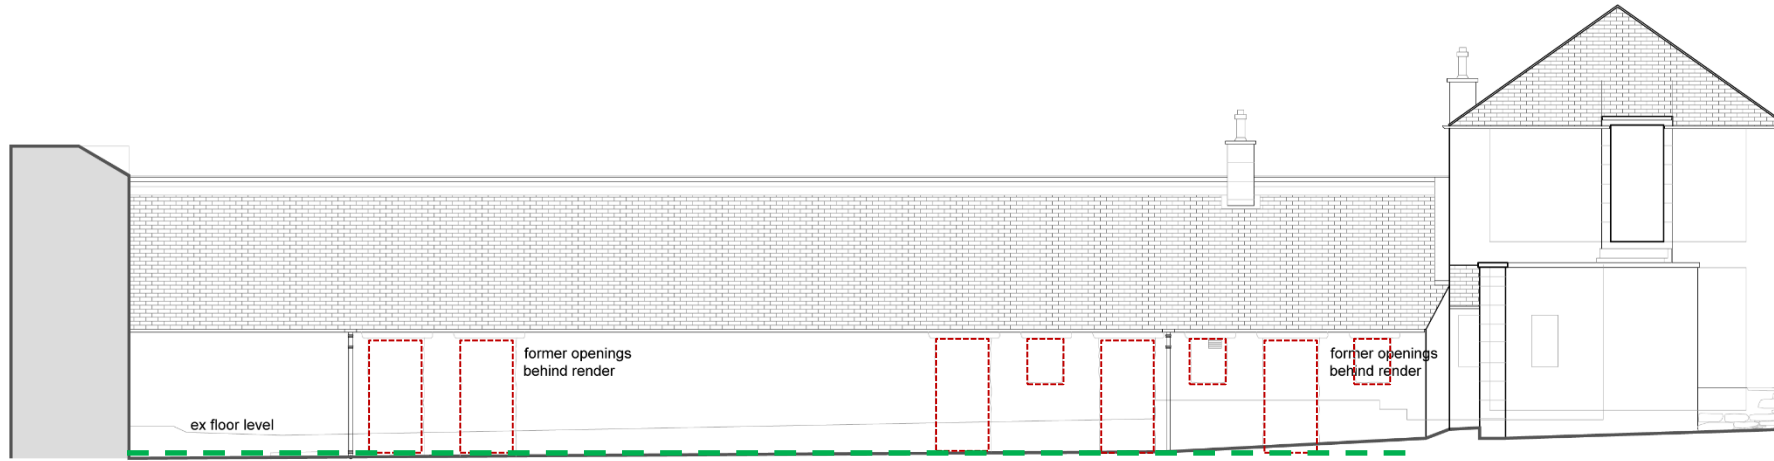 former openings
behind render
former openings
behind render
ex floor level